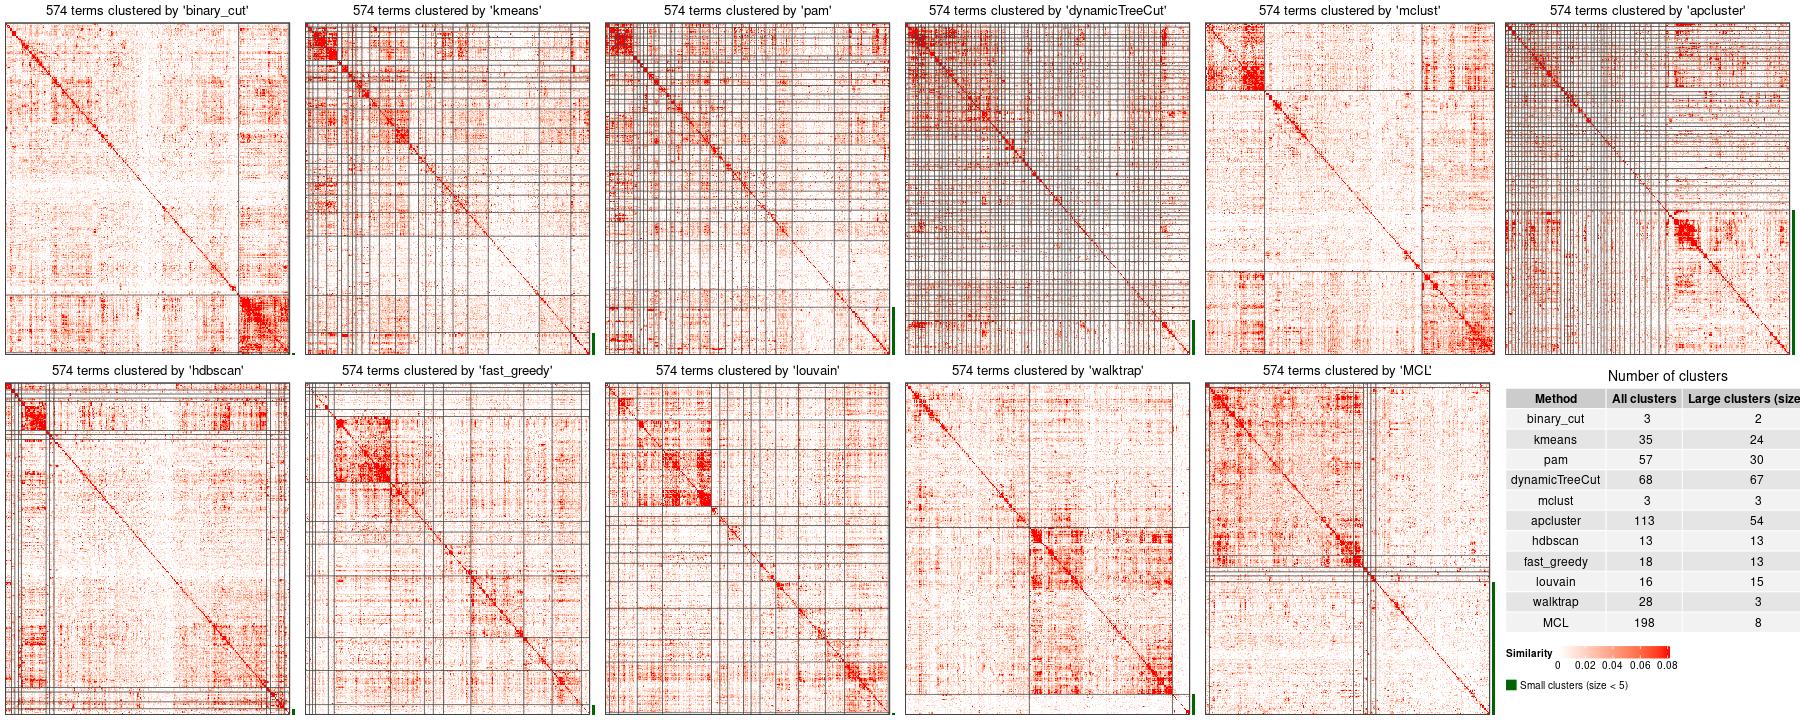 574 terms clustered by 'binary_cut'
574 terms clustered by 'kmeans'
574 terms clustered by 'pam'
574 terms clustered by 'dynamicTreeCut'
574 terms clustered by 'mclust'
574 terms clustered by 'apcluster'
574 terms clustered by 'hdbscan'
574 terms clustered by 'fast_greedy'
574 terms clustered by 'louvain'
574 terms clustered by 'walktrap'
574 terms clustered by 'MCL'
Number of clusters
Method All clusters Large clusters (size
binary_cut 3 2
kmeans 35 24
pam 57 30
dynamicTreeCut 68 67
mclust 3 3
apcluster 113 54
hdbscan 13 13
fast_greedy 18 13
louvain 16 15
walktrap 28 3
MCL 198 8
Similarity
0 0.02 0.04 0.06 0.08
Small clusters (size < 5)